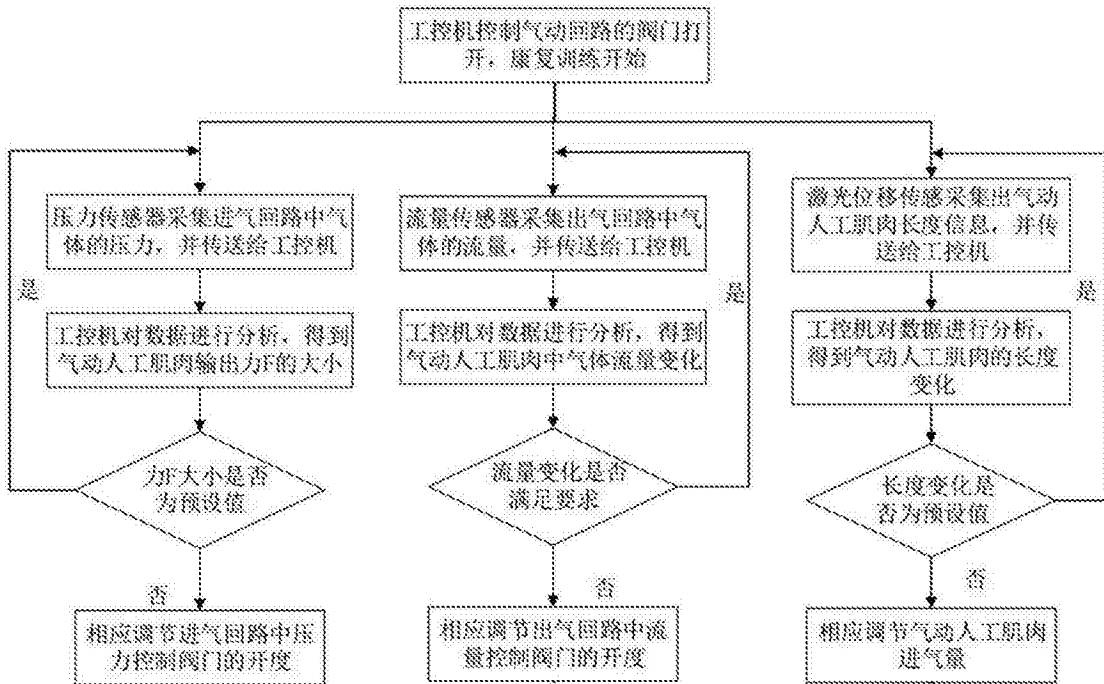 工控机控制气动回路的阀门打
开，康复训练开始
压力传感器采集进气回路中气
体的压力，并传送给工控机
是
工控机对数据进行分析，得到
气动人工肌肉输出力F的大小
力F大小是否
为预设值
否
相应调节进气回路中压
力控制阀门的开度
流量传感器采集出气回路中气
体的流量，并传送给工控机
是
工控机对数据进行分析，得到
气动人工肌肉中气体流量变化
流量变化是否
满足要求
否
相应调节出气回路中流
量控制阀门的开度
激光位移传感采集出气动
人工肌肉长度信息，并传
送给工控机
是
工控机对数据进行分析，
得到气动人工肌肉的长度
变化
长度变化是
否为预设值
否
相应调节气动人工肌肉
进气量